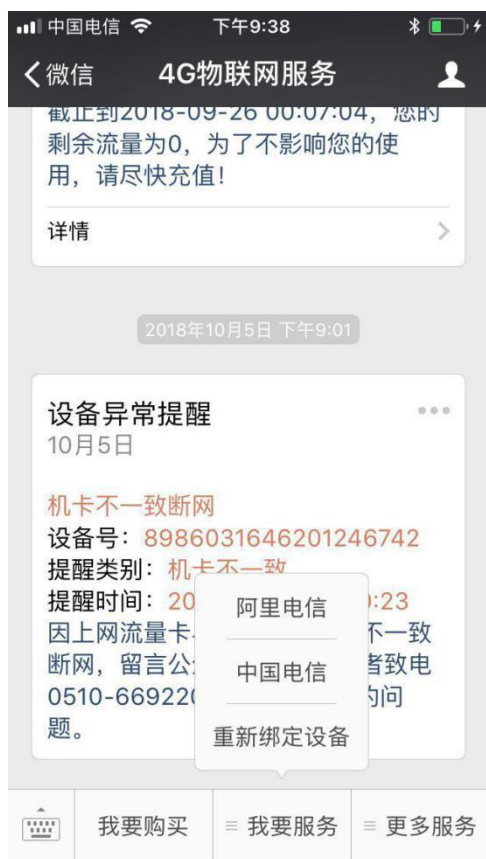 中国电信 下午9:38
微信 4G物联网服务
截止到2018-09-26 00:07:04，您的
剩余流量为0，为了不影响您的使
用，请尽快充值！
详情
2018年10月5日 下午9:01
设备异常提醒
10月5日
机卡不一致断网
设备号：8986031646201246742
提醒类别：机卡不一致
提醒时间：20 :23
因上网流量卡 不一致
断网，留言公 者致电
0510-66922 的问
题。
阿里电信
中国电信
重新绑定设备
我要购买 我要服务 更多服务